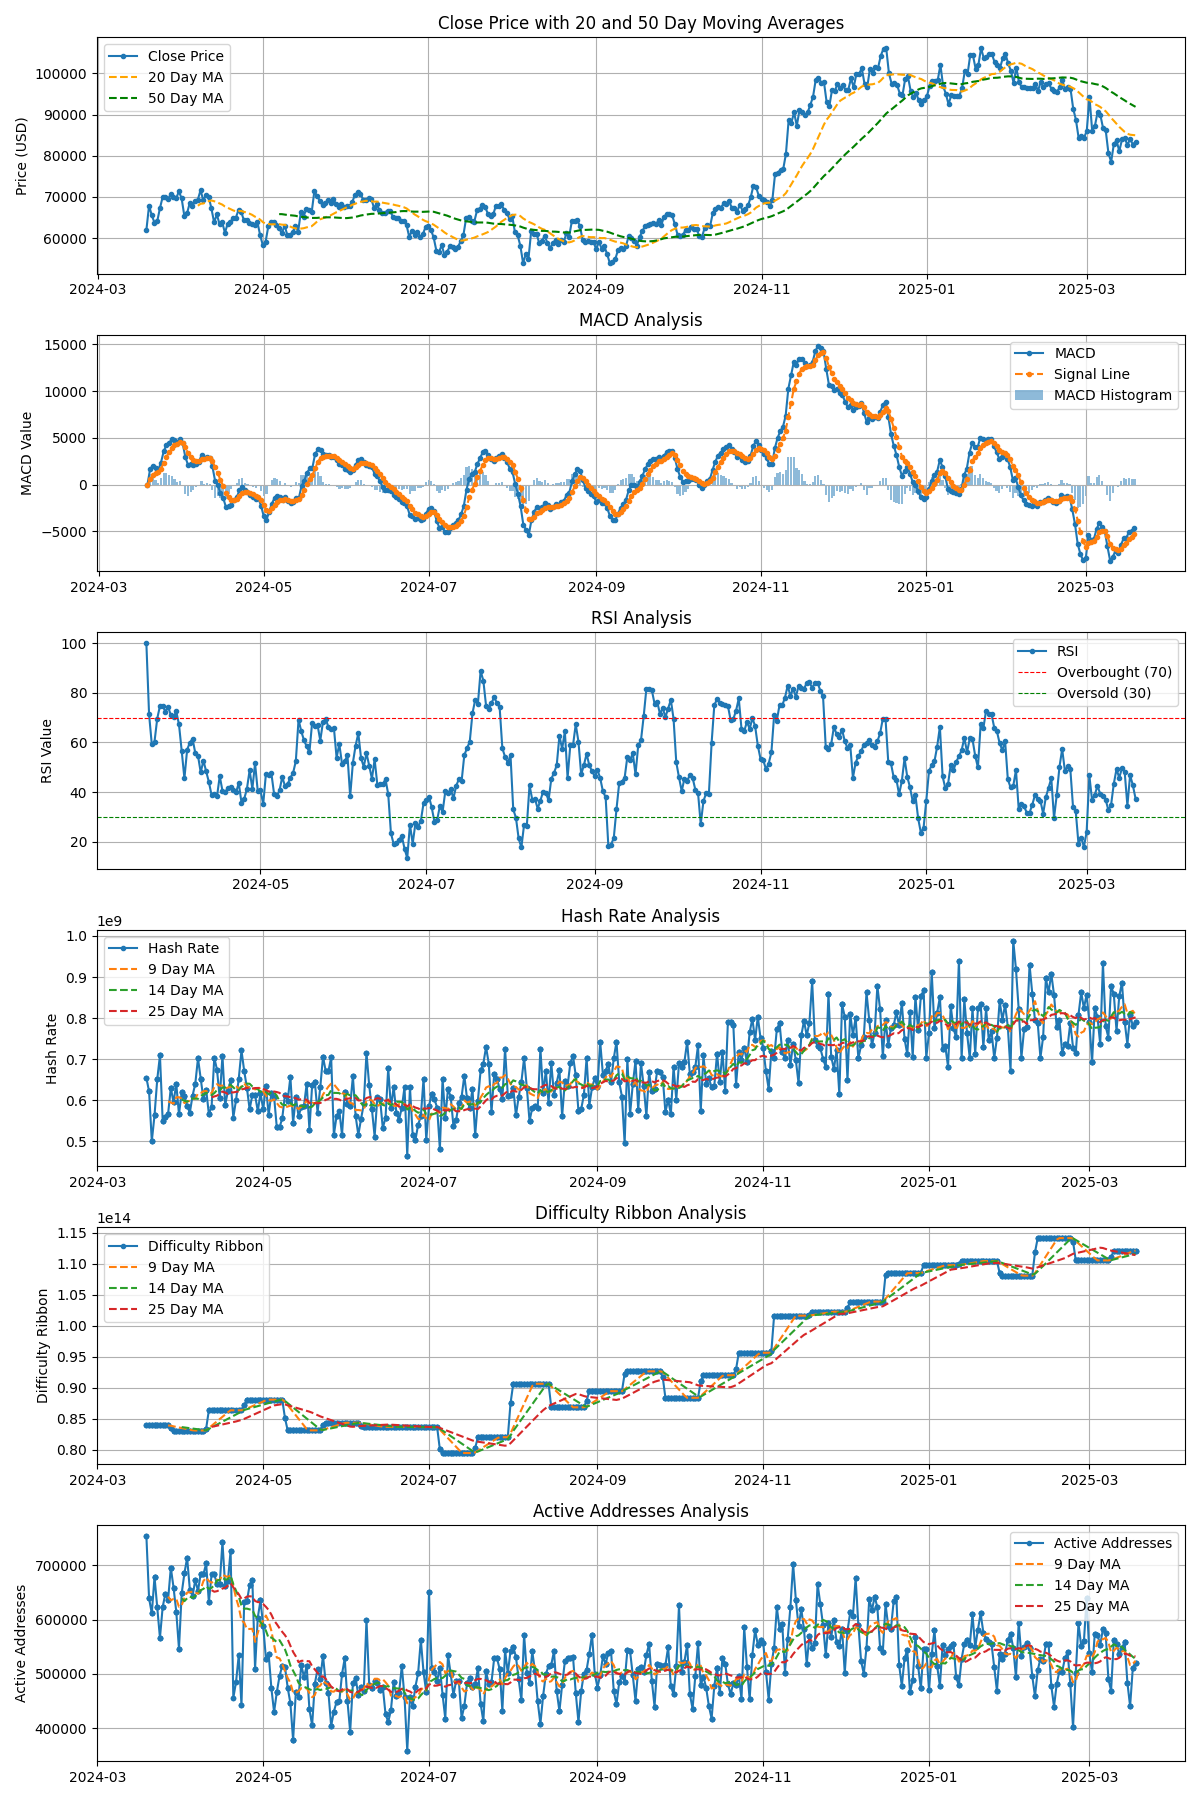 Close Price with 20 and 50 Day Moving Averages
Close Price
20 Day MA
50 Day MA
Price (USD)
100000
90000
80000
70000
60000
2024-03 2024-05 2024-07 2024-09 2024-11 2025-01 2025-03
MACD Analysis
MACD
Signal Line
MACD Histogram
MACD Value
15000
10000
5000
0
−5000
2024-03 2024-05 2024-07 2024-09 2024-11 2025-01 2025-03
RSI Analysis
RSI
Overbought (70)
Oversold (30)
RSI Value
100
80
60
40
20
2024-05 2024-07 2024-09 2024-11 2025-01 2025-03
Hash Rate Analysis
1e9
Hash Rate
9 Day MA
14 Day MA
25 Day MA
Hash Rate
1.0
0.9
0.8
0.7
0.6
0.5
2024-03 2024-05 2024-07 2024-09 2024-11 2025-01 2025-03
Difficulty Ribbon Analysis
1e14
Difficulty Ribbon
9 Day MA
14 Day MA
25 Day MA
Difficulty Ribbon
1.15
1.10
1.05
1.00
0.95
0.90
0.85
0.80
2024-03 2024-05 2024-07 2024-09 2024-11 2025-01 2025-03
Active Addresses Analysis
Active Addresses
9 Day MA
14 Day MA
25 Day MA
Active Addresses
700000
600000
500000
400000
2024-03 2024-05 2024-07 2024-09 2024-11 2025-01 2025-03